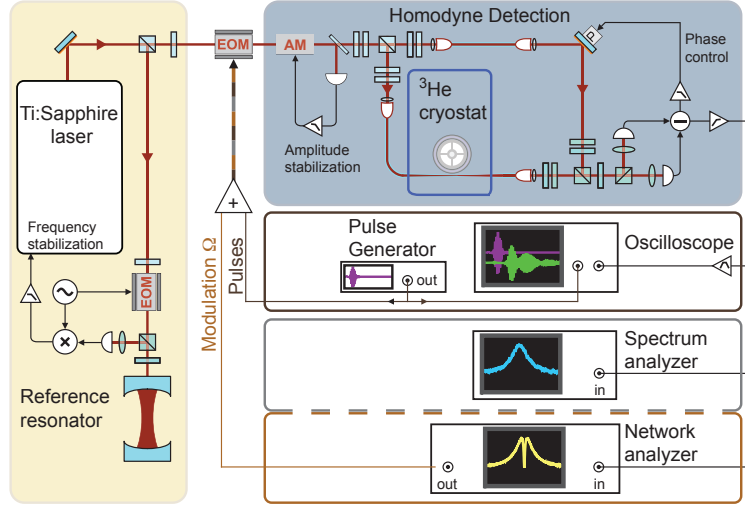 Homodyne Detection
EOM
AM
P
Phase
control
Ti:Sapphire
laser
³He
cryostat
Amplitude
stabilization
Frequency
stabilization
+
Modulation Ω
Pulses
Pulse
Generator
out
Oscilloscope
EOM
Spectrum
analyzer
in
Reference
resonator
Network
analyzer
out
in